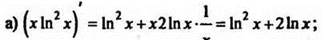 а) (x ln² x)′ = ln² x + x2 ln x · 1/x = ln² x + 2 ln x;